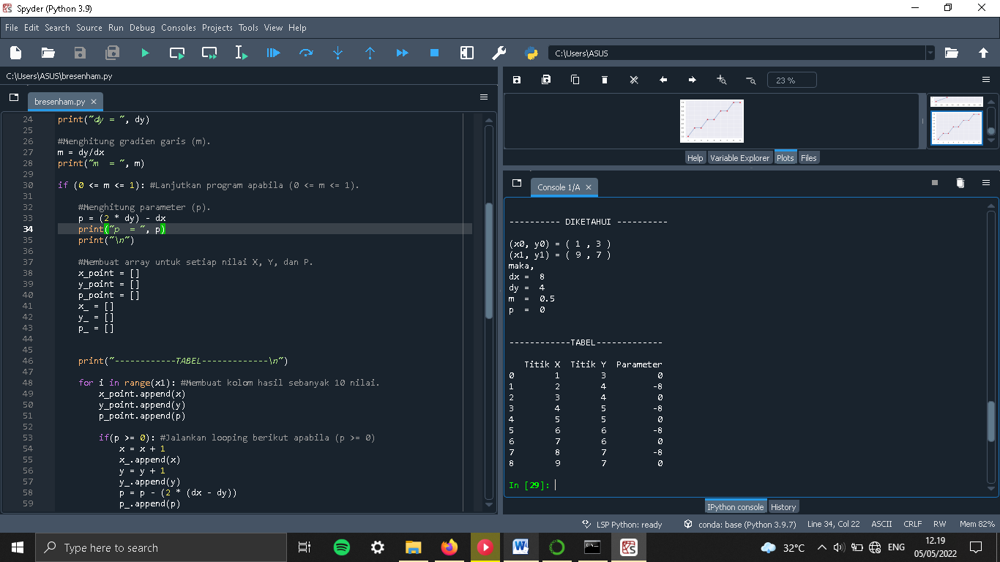 Spyder (Python 3.9)
File Edit Search Source Run Debug Consoles Projects Tools View Help
C:\Users\ASUS
C:\Users\ASUS\bresenham.py
bresenham.py
24 print("dy = ", dy)
25
26 #Menghitung gradien garis (m).
27 m = dy/dx
28 print("m  = ", m)
29
30 if (0 <= m <= 1): #Lanjutkan program apabila (0 <= m <= 1).
31
32     #Menghitung parameter (p).
33     p = (2 * dy) - dx
34     print("p  = ", p)
35     print("\n")
36
37     #Membuat array untuk setiap nilai X, Y, dan P.
38     x_point = []
39     y_point = []
40     p_point = []
41     x_ = []
42     y_ = []
43     p_ = []
44
45
46     print("------------TABEL-------------\n")
47
48     for i in range(x1): #Membuat kolom hasil sebanyak 10 nilai.
49         x_point.append(x)
50         y_point.append(y)
51         p_point.append(p)
52
53         if(p >= 0): #Jalankan looping berikut apabila (p >= 0)
54             x = x + 1
55             x_.append(x)
56             y = y + 1
57             y_.append(y)
58             p = p - (2 * (dx - dy))
59             p_.append(p)
23 %
Help Variable Explorer Plots Files
Console 1/A
---------- DIKETAHUI ----------
(x0, y0) = ( 1 , 3 )
(x1, y1) = ( 9 , 7 )
maka,
dx =  8
dy =  4
m  =  0.5
p  =  0
------------TABEL-------------
   Titik X  Titik Y  Parameter
0        1        3          0
1        2        4         -8
2        3        4          0
3        4        5         -8
4        5        5          0
5        6        6         -8
6        7        6          0
7        8        7         -8
8        9        7          0
In [29]:
IPython console History
LSP Python: ready conda: base (Python 3.9.7) Line 34, Col 22 ASCII CRLF RW Mem 82%
Type here to search
32°C ENG 12.19
05/05/2022